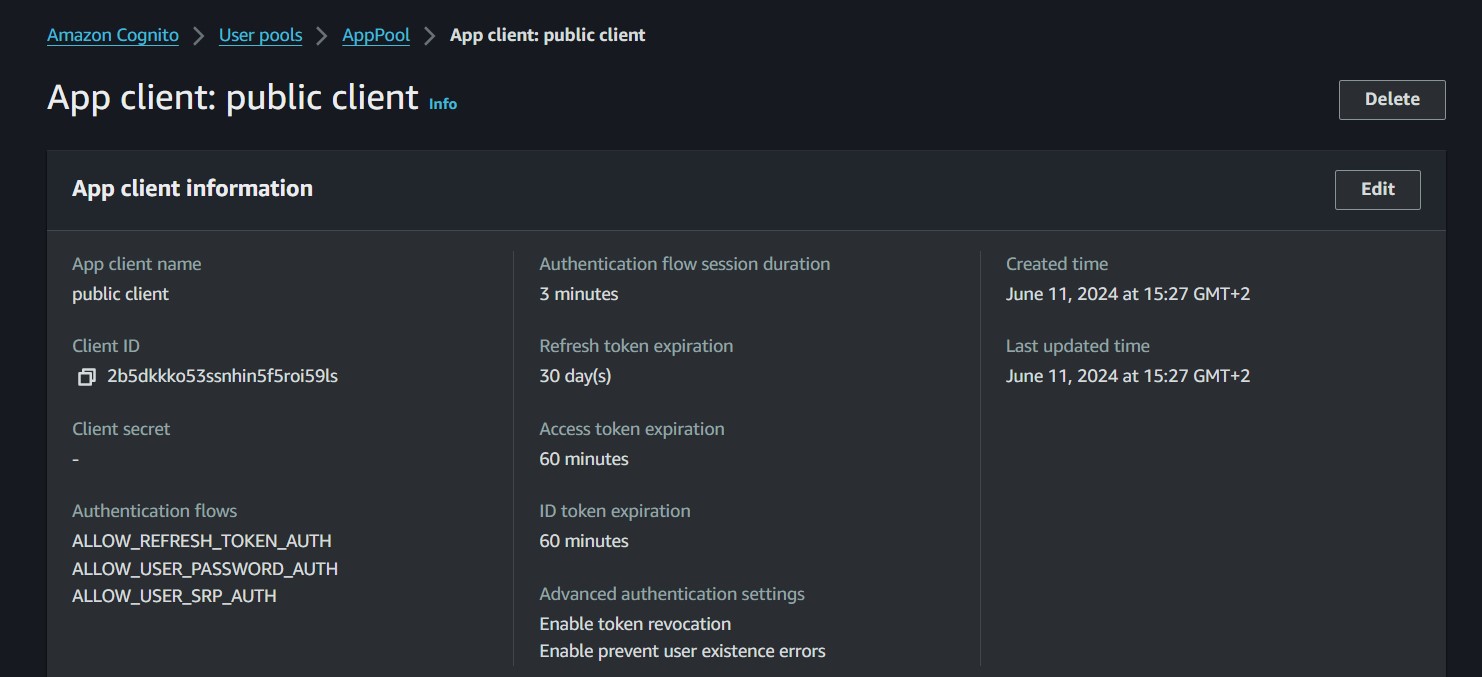 Amazon Cognito > User pools > AppPool > App client: public client
App client: public client Info
Delete
App client information
Edit
App client name
public client
Client ID
2b5dkkko53ssnhin5f5roi59ls
Client secret
-
Authentication flows
ALLOW_REFRESH_TOKEN_AUTH
ALLOW_USER_PASSWORD_AUTH
ALLOW_USER_SRP_AUTH
Authentication flow session duration
3 minutes
Refresh token expiration
30 day(s)
Access token expiration
60 minutes
ID token expiration
60 minutes
Advanced authentication settings
Enable token revocation
Enable prevent user existence errors
Created time
June 11, 2024 at 15:27 GMT+2
Last updated time
June 11, 2024 at 15:27 GMT+2